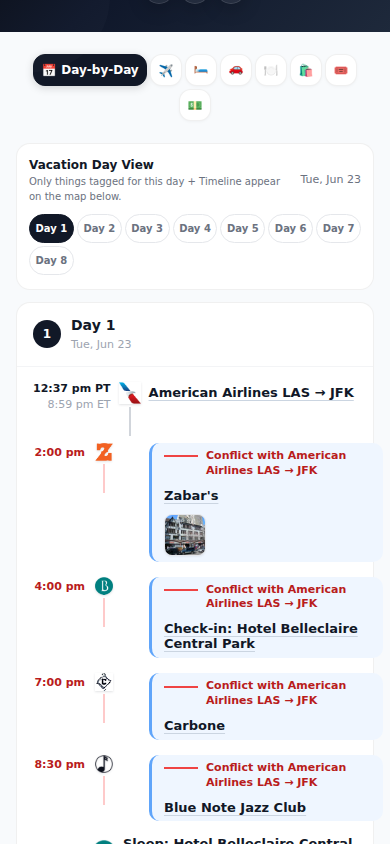 Day-by-Day
Vacation Day View
Only things tagged for this day + Timeline appear
on the map below.
Tue, Jun 23
Day 1
Day 2
Day 3
Day 4
Day 5
Day 6
Day 7
Day 8
1
Day 1
Tue, Jun 23
12:37 pm PT
8:59 pm ET
American Airlines LAS → JFK
2:00 pm
Conflict with American
Airlines LAS → JFK
Zabar's
4:00 pm
Conflict with American
Airlines LAS → JFK
Check-in: Hotel Belleclaire
Central Park
7:00 pm
Conflict with American
Airlines LAS → JFK
Carbone
8:30 pm
Conflict with American
Airlines LAS → JFK
Blue Note Jazz Club
Sleep: Hotel Belleclaire Central